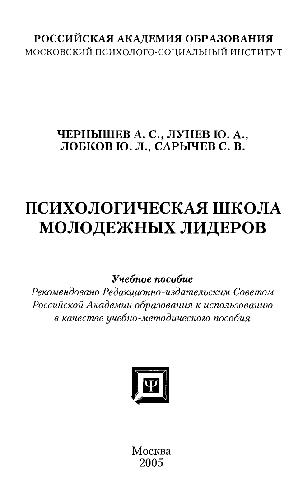 РОССИЙСКАЯ АКАДЕМИЯ ОБРАЗОВАНИЯ
МОСКОВСКИЙ ПСИХОЛОГО-СОЦИАЛЬНЫЙ ИНСТИТУТ
ЧЕРНЫШЕВ А. С., ЛУНЕВ Ю. А.,
ЛОБКОВ Ю. Л., САРЫЧЕВ С. В.
ПСИХОЛОГИЧЕСКАЯ ШКОЛА
МОЛОДЕЖНЫХ ЛИДЕРОВ
Учебное пособие
Рекомендовано Редакционно-издательским Советом
Российской Академии образования к использованию
в качестве учебно-методического пособия
Ψ
Москва
2005